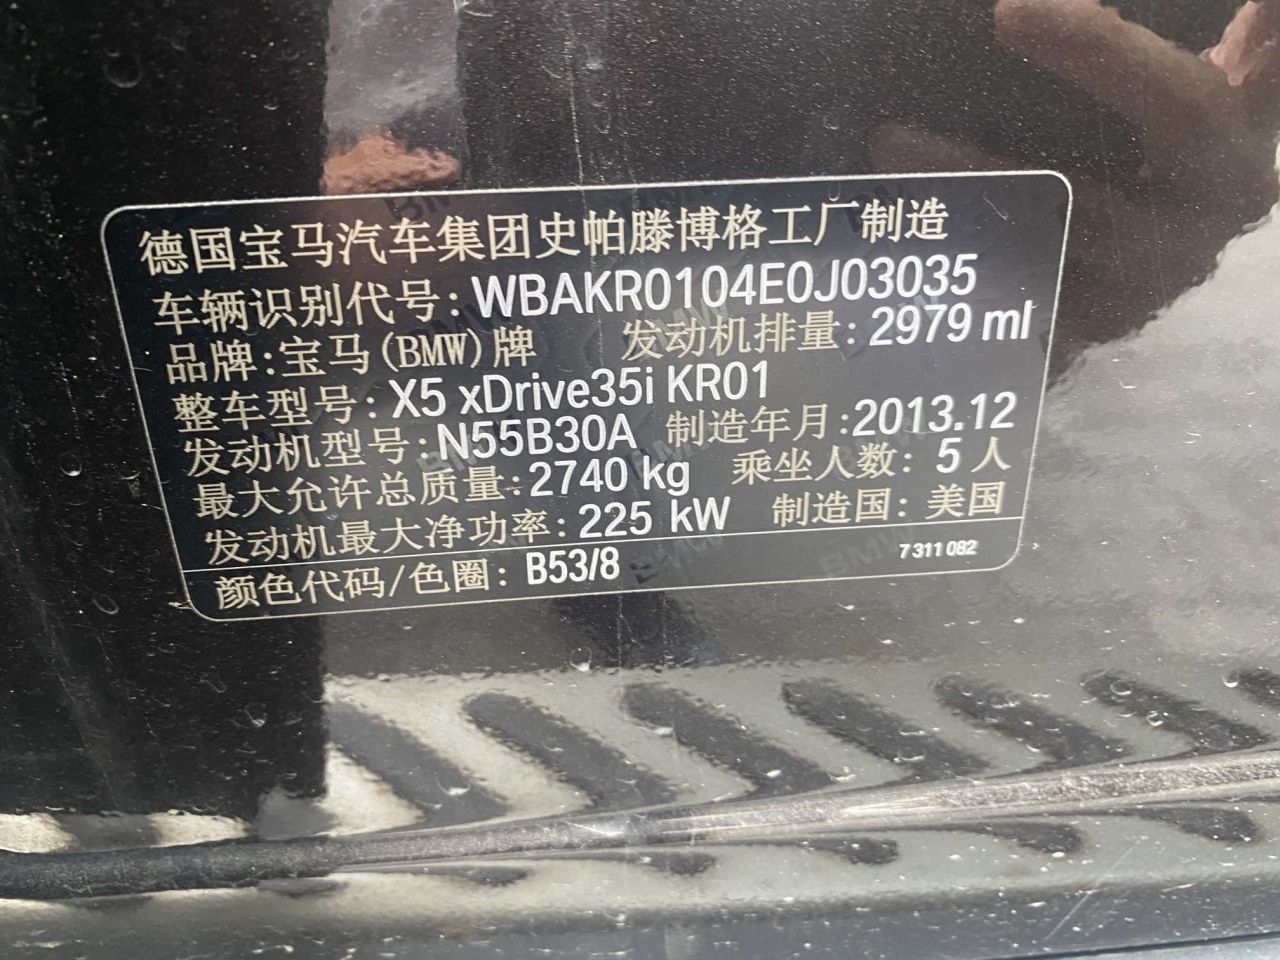 德国宝马汽车集团史帕滕博格工厂制造
车辆识别代号:WBAKR0104E0J03035
品牌:宝马(BMW)牌 发动机排量:2979 ml
整车型号:X5 xDrive35i KR01
发动机型号:N55B30A 制造年月:2013.12
最大允许总质量:2740 kg 乘坐人数:5人
发动机最大净功率:225 kW 制造国:美国
颜色代码/色圈:B53/8 7 311 082